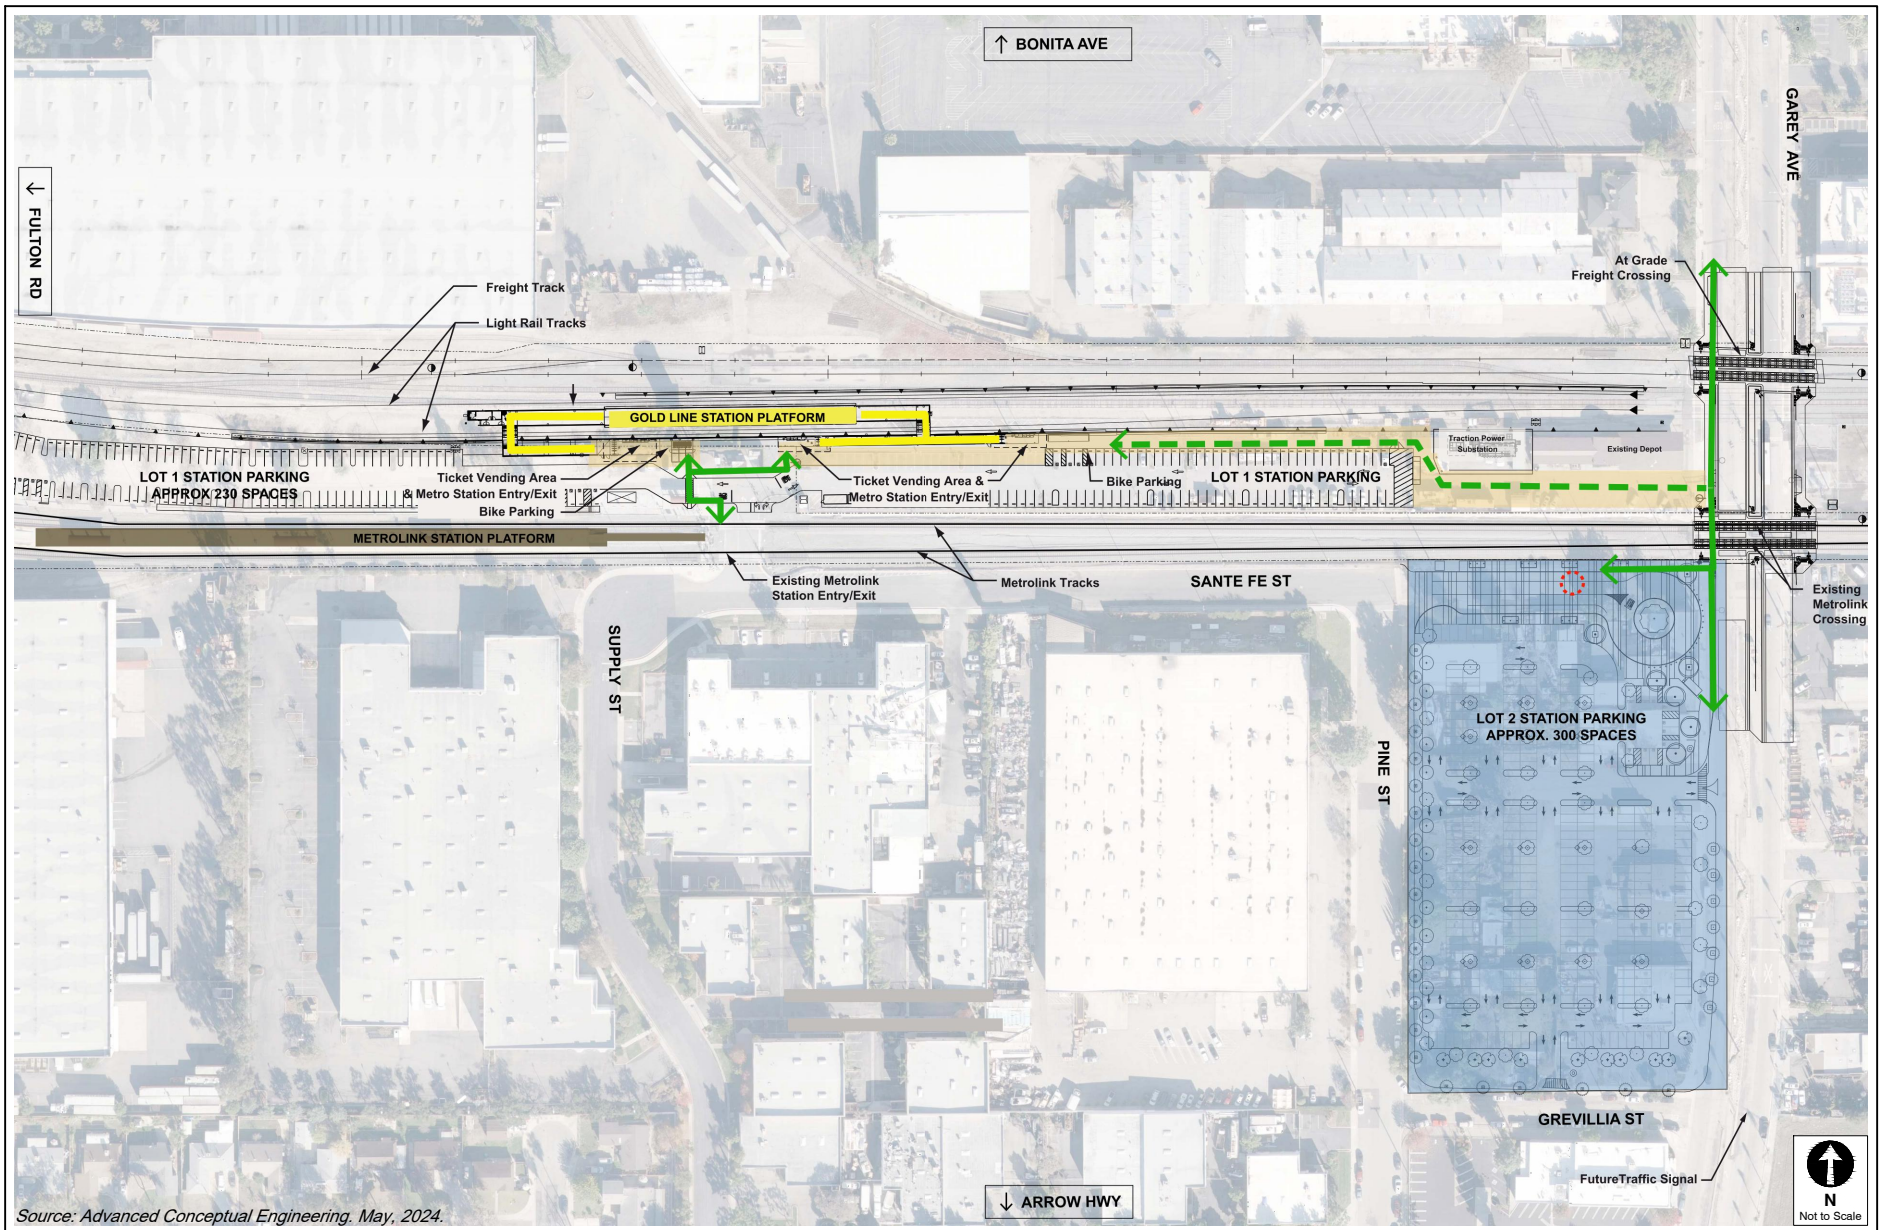 ↑ BONITA AVE
GAREY AVE
← FULTON RD
At Grade
Freight Crossing
Freight Track
Light Rail Tracks
GOLD LINE STATION PLATFORM
Traction Power
Substation
Existing Depot
LOT 1 STATION PARKING
APPROX 230 SPACES
Ticket Vending Area
& Metro Station Entry/Exit
Bike Parking
Ticket Vending Area &
Metro Station Entry/Exit
Bike Parking
LOT 1 STATION PARKING
METROLINK STATION PLATFORM
Existing Metrolink
Station Entry/Exit
Metrolink Tracks
SANTE FE ST
Existing
Metrolink
Crossing
SUPPLY ST
PINE ST
LOT 2 STATION PARKING
APPROX. 300 SPACES
GREVILLIA ST
FutureTraffic Signal
↓ ARROW HWY
N
Not to Scale
Source: Advanced Conceptual Engineering. May, 2024.